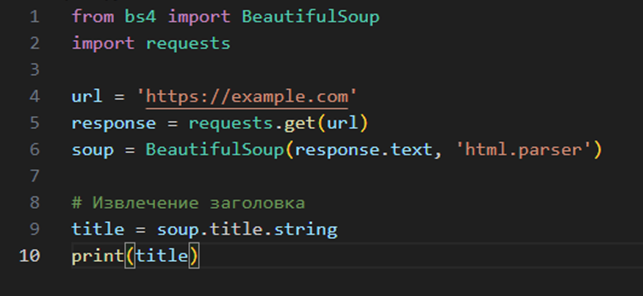 1 from bs4 import BeautifulSoup
2 import requests
3
4 url = 'https://example.com'
5 response = requests.get(url)
6 soup = BeautifulSoup(response.text, 'html.parser')
7
8 # Извлечение заголовка
9 title = soup.title.string
10 print(title)